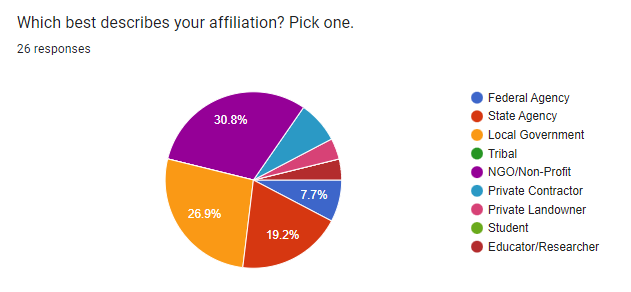 Which best describes your affiliation? Pick one.
26 responses
30.8%
7.7%
26.9%
19.2%
Federal Agency
State Agency
Local Government
Tribal
NGO/Non-Profit
Private Contractor
Private Landowner
Student
Educator/Researcher